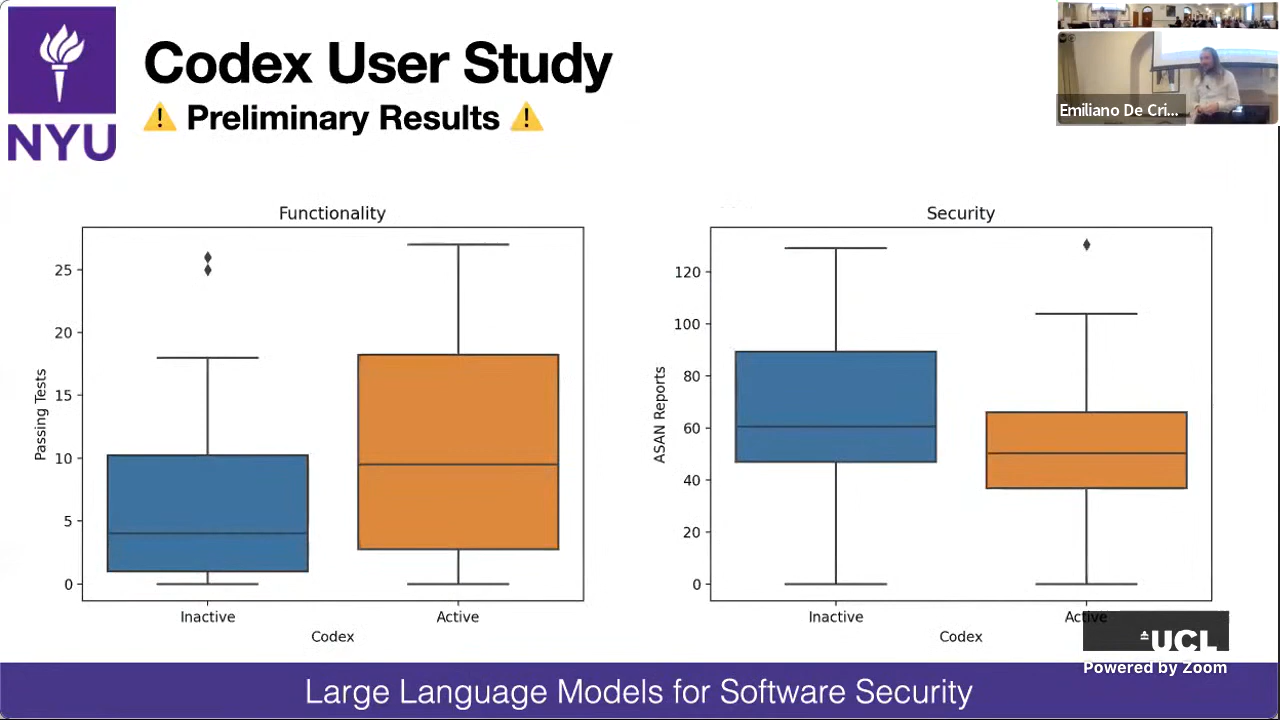 Codex User Study
⚠ Preliminary Results ⚠
NYU
Emiliano De Cri...
Functionality
Passing Tests
25
20
15
10
5
0
Inactive
Active
Codex
Security
ASAN Reports
120
100
80
60
40
20
0
Inactive
Active
Codex
UCL
Powered by Zoom
Large Language Models for Software Security